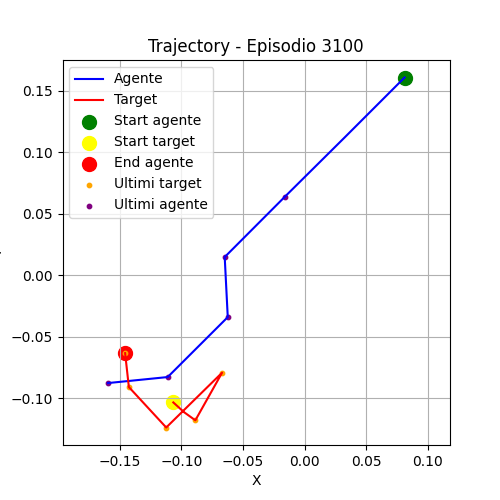 Trajectory - Episodio 3100
Agente
Target
Start agente
Start target
End agente
Ultimi target
Ultimi agente
0.15
0.10
0.05
0.00
−0.05
−0.10
−0.15
−0.10
−0.05
0.00
0.05
0.10
X